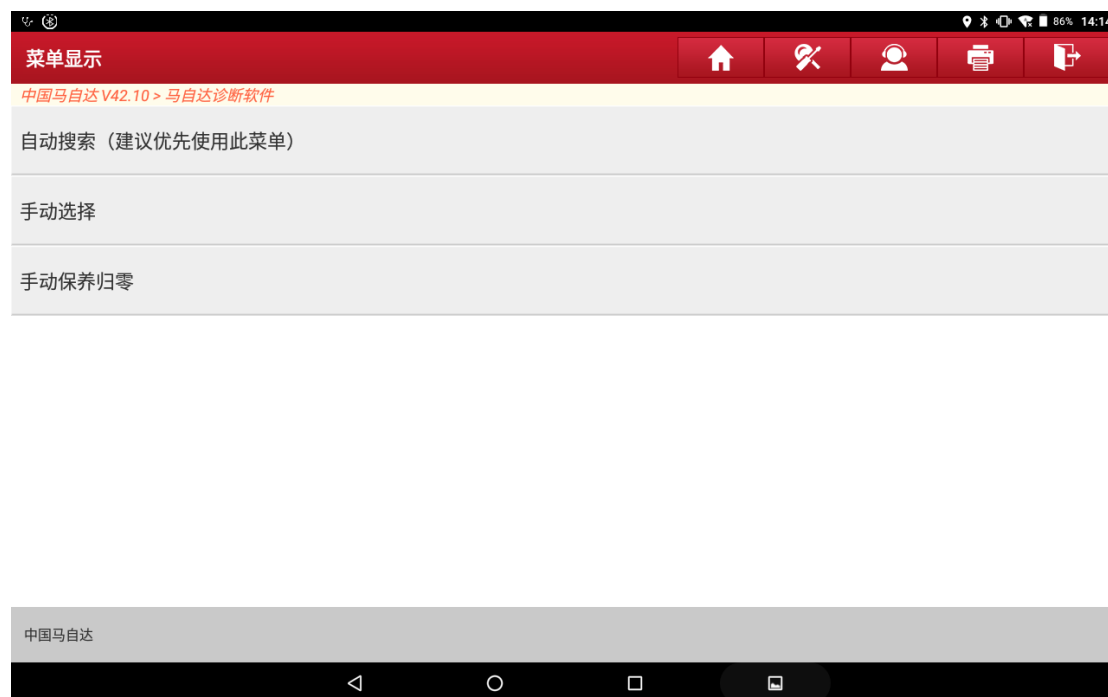 86% 14:14
菜单显示
中国马自达 V42.10 > 马自达诊断软件
自动搜索（建议优先使用此菜单）
手动选择
手动保养归零
中国马自达